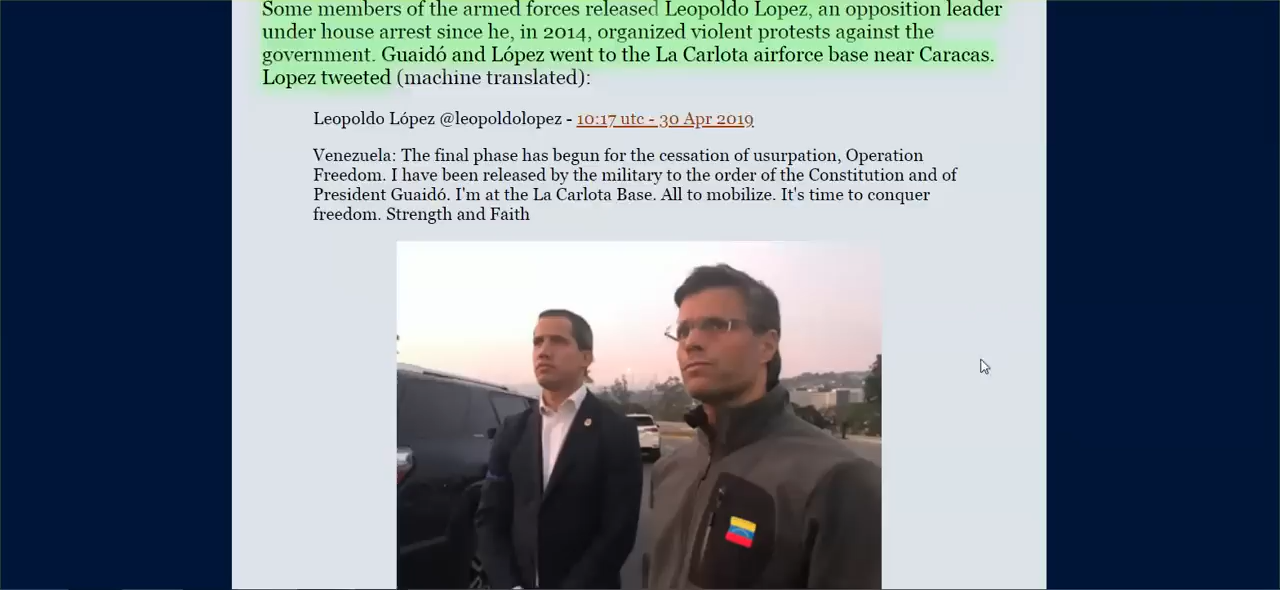 Some members of the armed forces released Leopoldo Lopez, an opposition leader
under house arrest since he, in 2014, organized violent protests against the
government. Guaidó and López went to the La Carlota airforce base near Caracas.
Lopez tweeted (machine translated):
Leopoldo López @leopoldolopez - 10:17 utc - 30 Apr 2019
Venezuela: The final phase has begun for the cessation of usurpation, Operation
Freedom. I have been released by the military to the order of the Constitution and of
President Guaidó. I'm at the La Carlota Base. All to mobilize. It's time to conquer
freedom. Strength and Faith